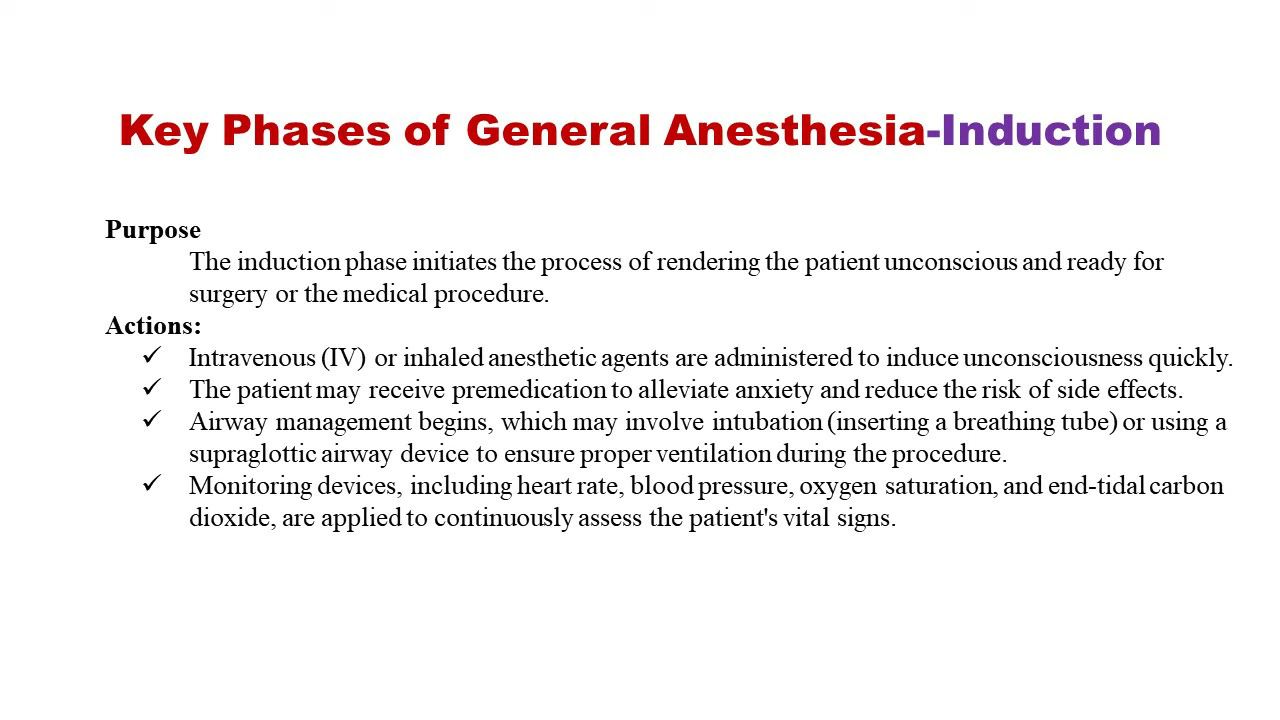 Key Phases of General Anesthesia-Induction
Purpose
The induction phase initiates the process of rendering the patient unconscious and ready for
surgery or the medical procedure.
Actions:
✓ Intravenous (IV) or inhaled anesthetic agents are administered to induce unconsciousness quickly.
✓ The patient may receive premedication to alleviate anxiety and reduce the risk of side effects.
✓ Airway management begins, which may involve intubation (inserting a breathing tube) or using a
supraglottic airway device to ensure proper ventilation during the procedure.
✓ Monitoring devices, including heart rate, blood pressure, oxygen saturation, and end-tidal carbon
dioxide, are applied to continuously assess the patient's vital signs.